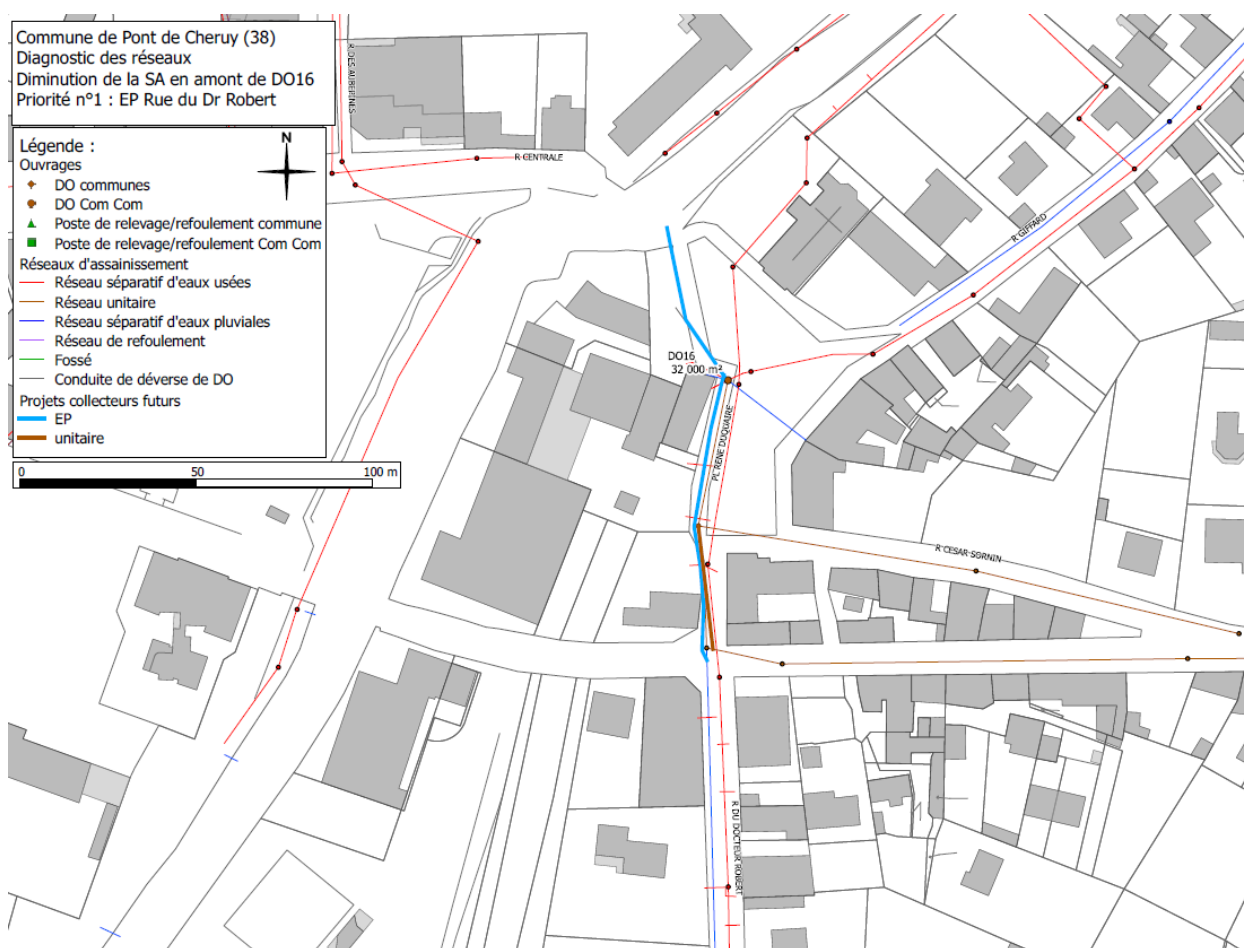 Commune de Pont de Cheruy (38)
Diagnostic des réseaux
Diminution de la SA en amont de DO16
Priorité n°1 : EP Rue du Dr Robert
Légende :
N
Ouvrages
DO communes
DO Com Com
Poste de relevage/refoulement commune
Poste de relevage/refoulement Com Com
Réseaux d'assainissement
Réseau séparatif d'eaux usées
Réseau unitaire
Réseau séparatif d'eaux pluviales
Réseau de refoulement
Fossé
Conduite de déverse de DO
Projets collecteurs futurs
EP
unitaire
0 50 100 m
R DES AUBEPINES
R CENTRALE
R GIFFARD
DO16
32 000 m²
PL RENE DUQUAIRE
R CESAR SORNIN
R DU DOCTEUR ROBERT